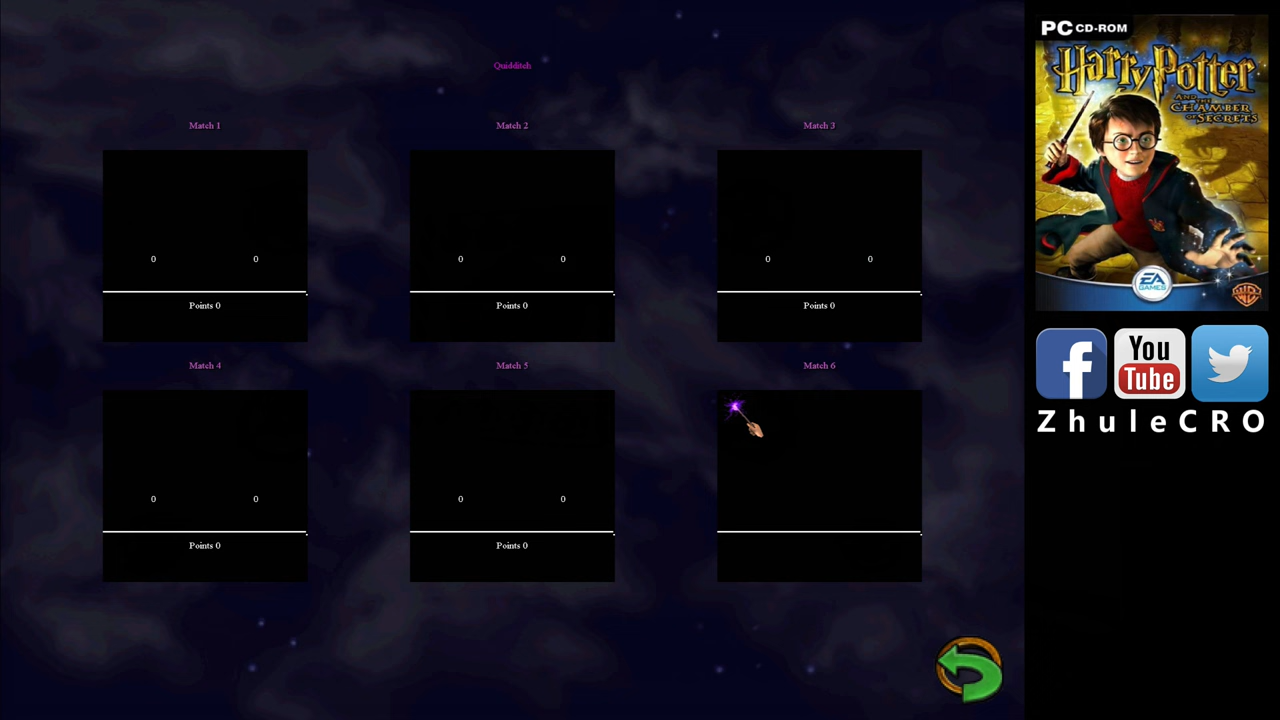 Quidditch
Match 1
Match 2
Match 3
0 0
0 0
0 0
Points 0
Points 0
Points 0
Match 4
Match 5
Match 6
0 0
0 0
Points 0
Points 0
PC CD-ROM
Harry Potter
AND THE
CHAMBER
OF SECRETS
EA
GAMES
WB
f
You
Tube
ZhuleCRO